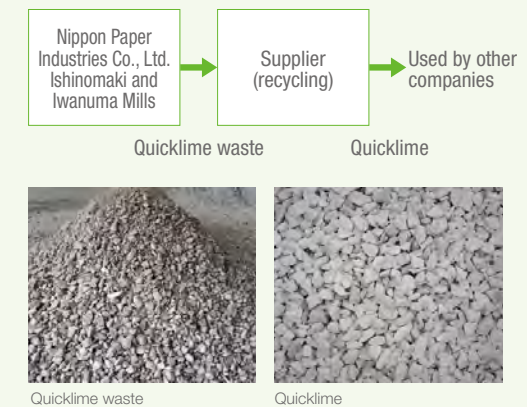 Nippon Paper
Industries Co., Ltd.
Ishinomaki and
Iwanuma Mills
Supplier
(recycling)
Used by other
companies
Quicklime waste
Quicklime
Quicklime waste
Quicklime